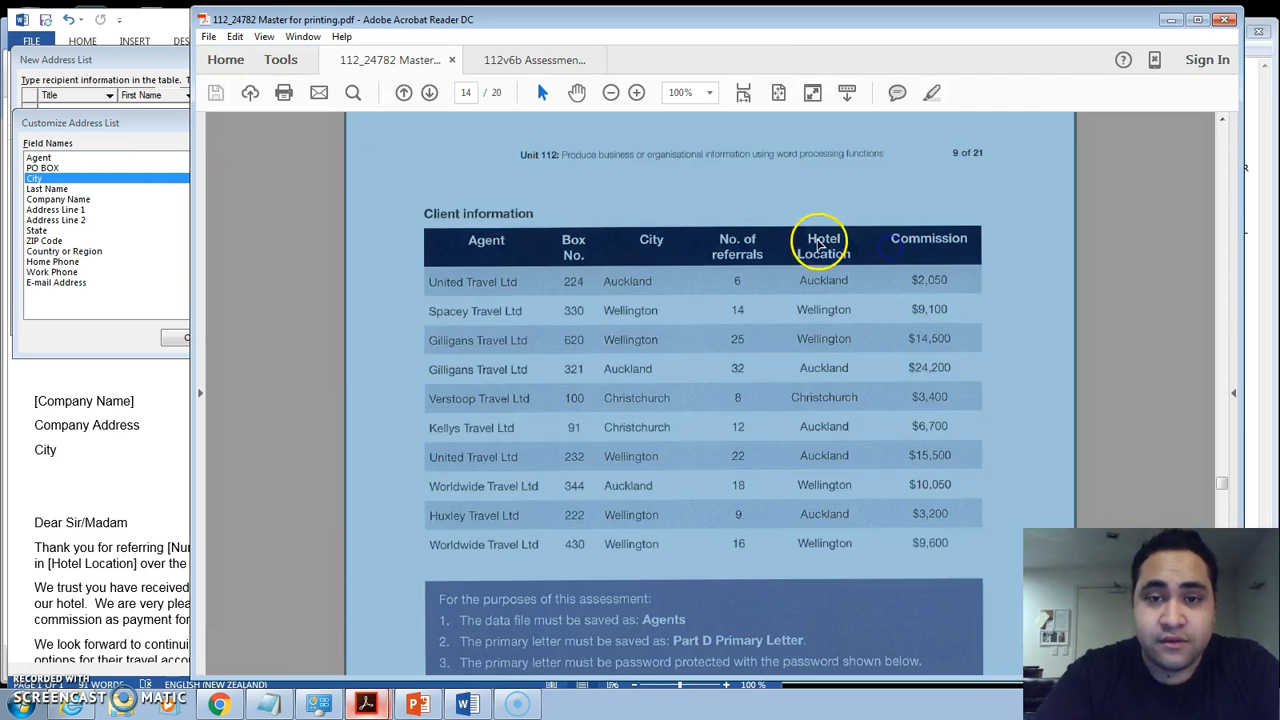 112_24782 Master for printing.pdf - Adobe Acrobat Reader DC
File Edit View Window Help
Home Tools 112_24782 Master... × 112v6b Assessmen... Sign In
14 / 20 100%
FILE HOME INSERT DES
New Address List
Type recipient information in the table. T
Title First Name
Customize Address List
Field Names
Agent
PO BOX
City
Last Name
Company Name
Address Line 1
Address Line 2
State
ZIP Code
Country or Region
Home Phone
Work Phone
E-mail Address
[Company Name]
Company Address
City
Dear Sir/Madam
Thank you for referring [Nur
in [Hotel Location] over the
We trust you have received
our hotel. We are very plea
commission as payment for
We look forward to continui
options for their travel acco
Unit 112: Produce business or organisational information using word processing functions 9 of 21
Client information
Agent Box No. City No. of referrals Hotel Location Commission
United Travel Ltd 224 Auckland 6 Auckland $2,050
Spacey Travel Ltd 330 Wellington 14 Wellington $9,100
Gilligans Travel Ltd 620 Wellington 25 Wellington $14,500
Gilligans Travel Ltd 321 Auckland 32 Auckland $24,200
Verstoop Travel Ltd 100 Christchurch 8 Christchurch $3,400
Kellys Travel Ltd 91 Christchurch 12 Auckland $6,700
United Travel Ltd 232 Wellington 22 Auckland $15,500
Worldwide Travel Ltd 344 Auckland 18 Wellington $10,050
Huxley Travel Ltd 222 Wellington 9 Auckland $3,200
Worldwide Travel Ltd 430 Wellington 16 Wellington $9,600
For the purposes of this assessment:
1. The data file must be saved as: Agents
2. The primary letter must be saved as: Part D Primary Letter.
3. The primary letter must be password protected with the password shown below.
RECORDED WITH
SCREENCAST MATIC
91 WORDS ENGLISH (NEW ZEALAND) 100 %